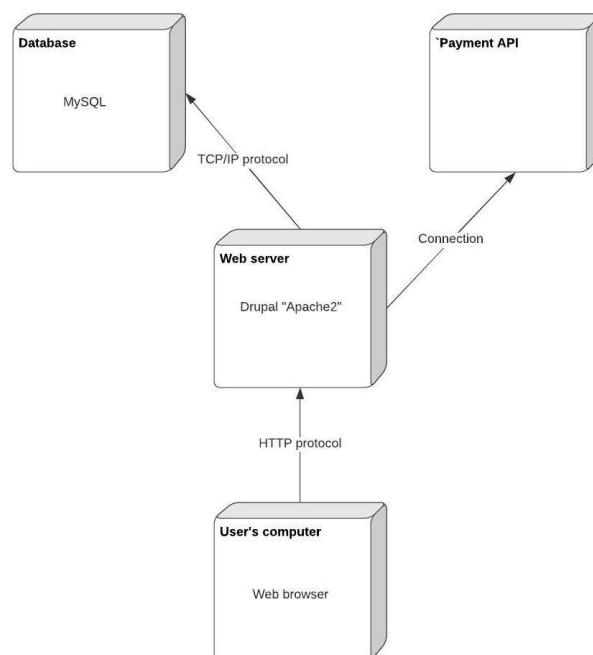 Database
MySQL
`Payment API
TCP/IP protocol
Connection
Web server
Drupal "Apache2"
HTTP protocol
User's computer
Web browser